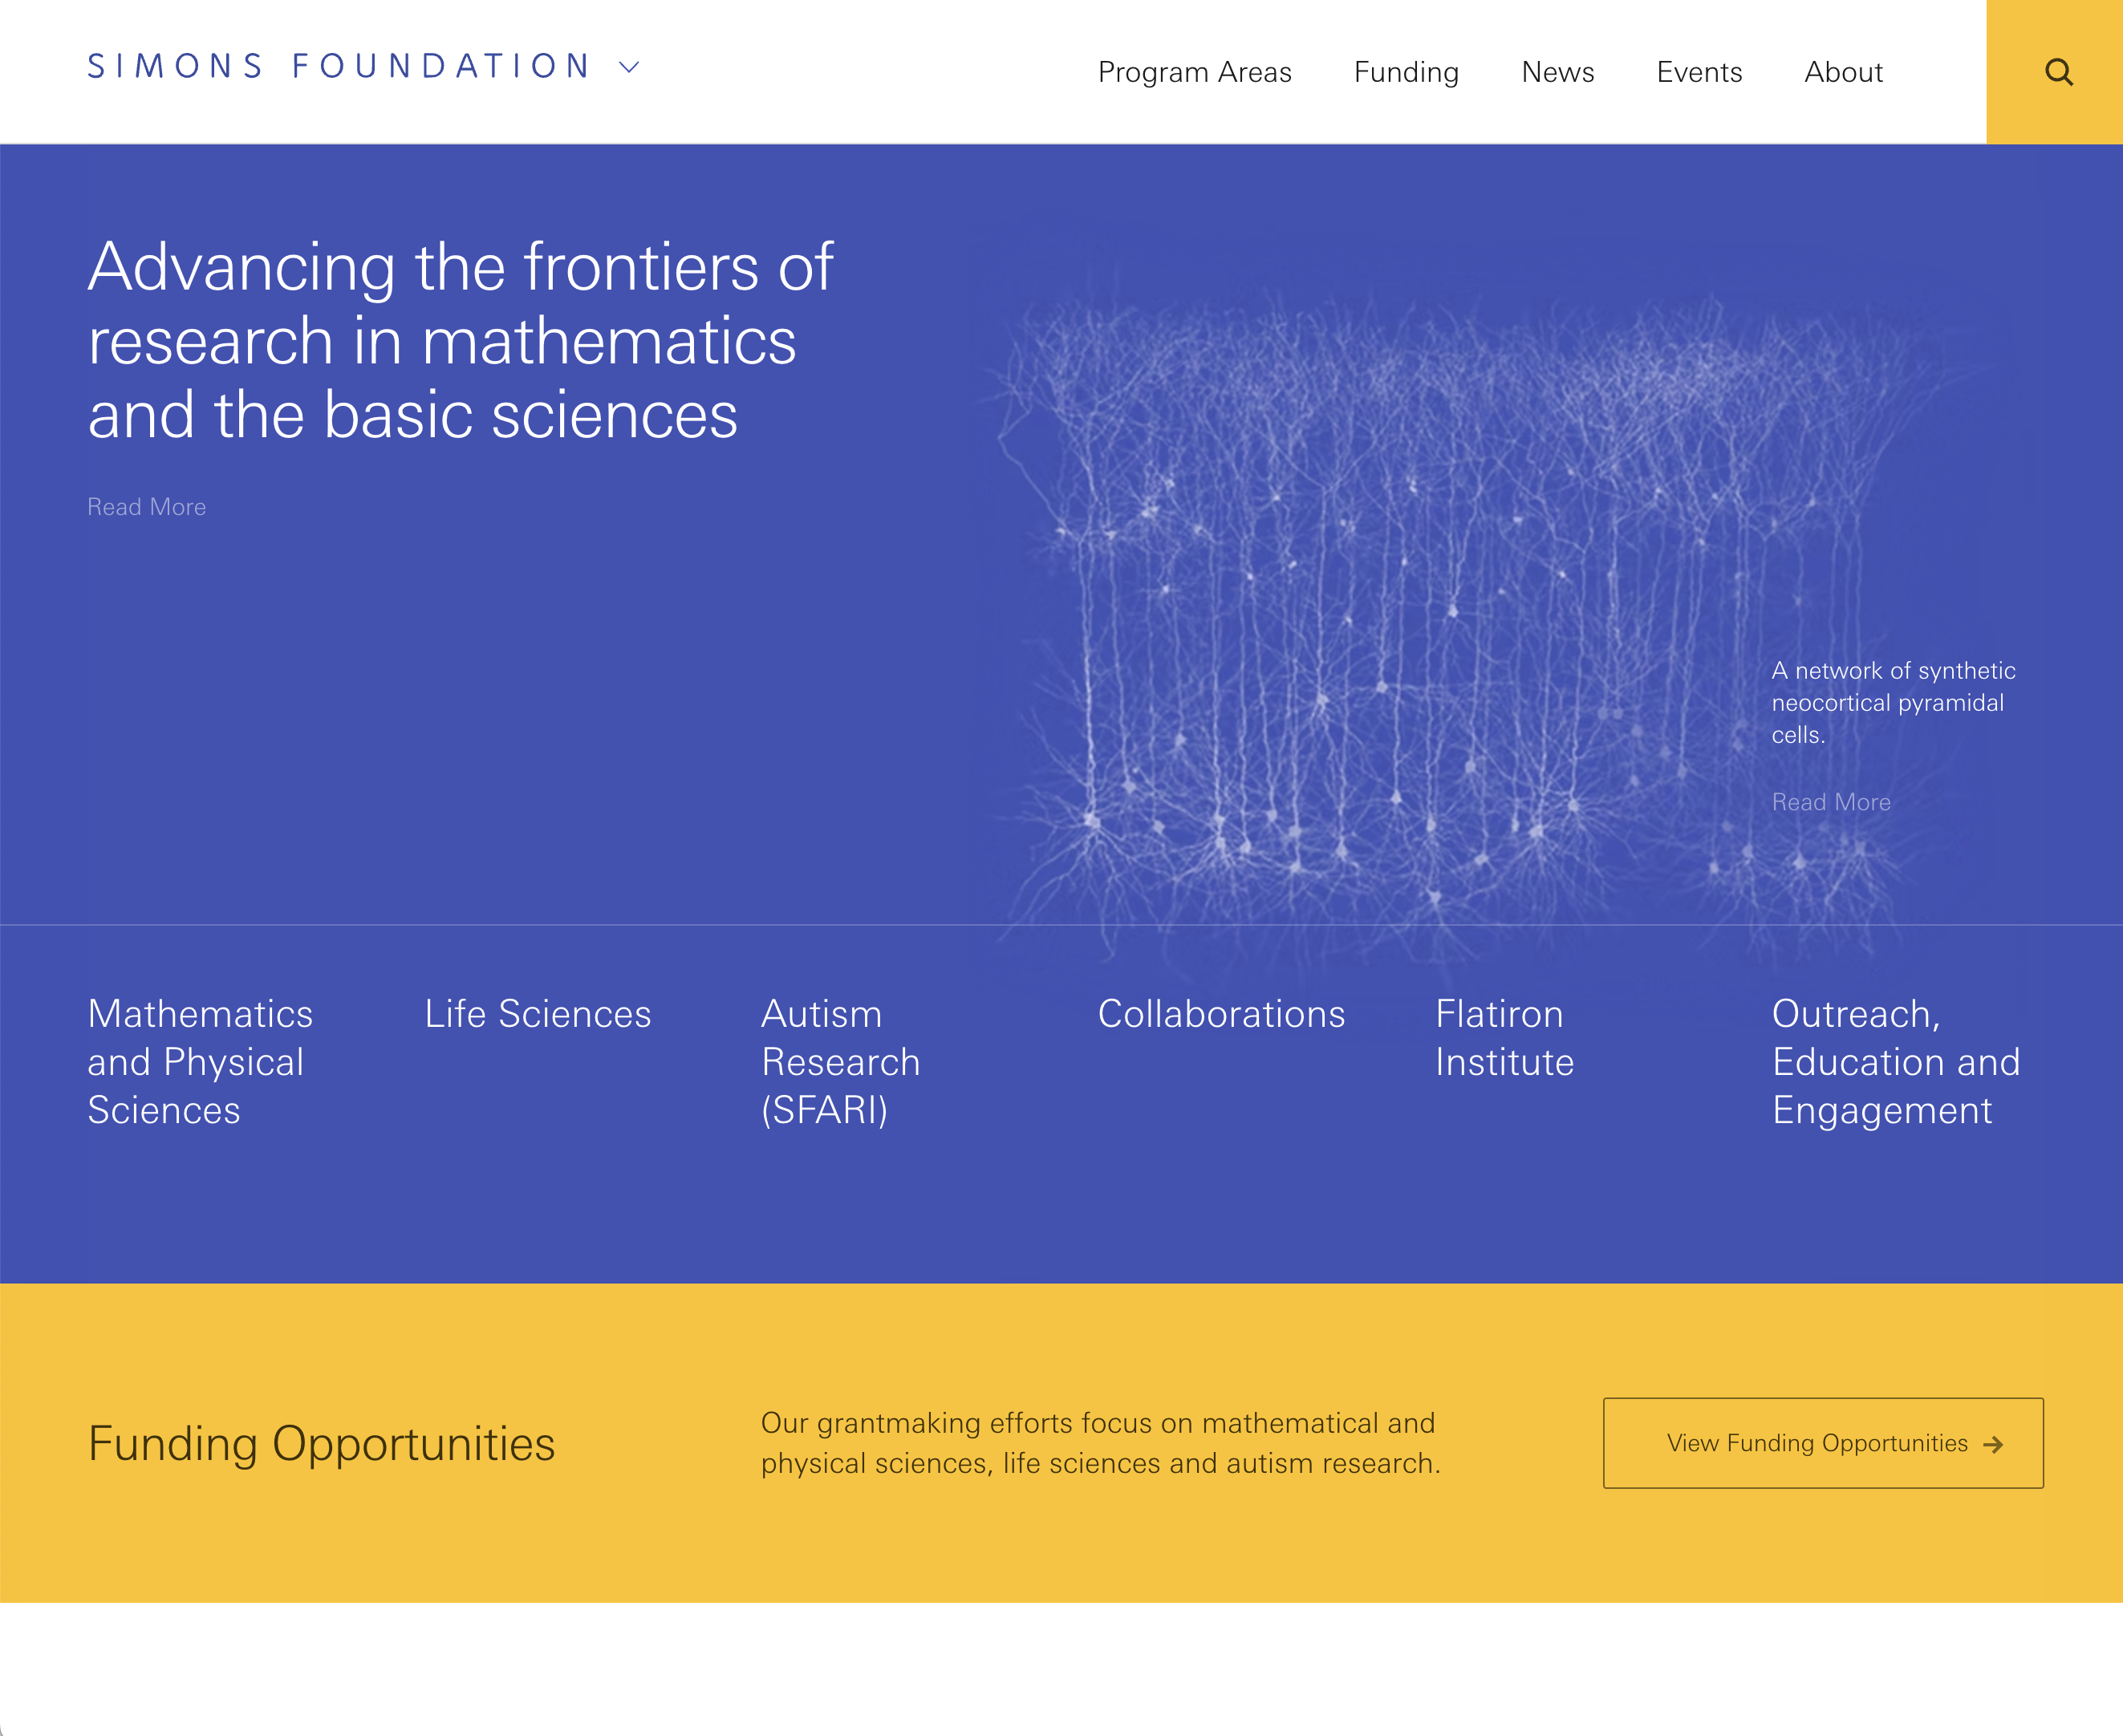 SIMONS FOUNDATION
Program Areas
Funding
News
Events
About
Advancing the frontiers of
research in mathematics
and the basic sciences
Read More
A network of synthetic
neocortical pyramidal
cells.
Read More
Mathematics
and Physical
Sciences
Life Sciences
Autism
Research
(SFARI)
Collaborations
Flatiron
Institute
Outreach,
Education and
Engagement
Funding Opportunities
Our grantmaking efforts focus on mathematical and
physical sciences, life sciences and autism research.
View Funding Opportunities